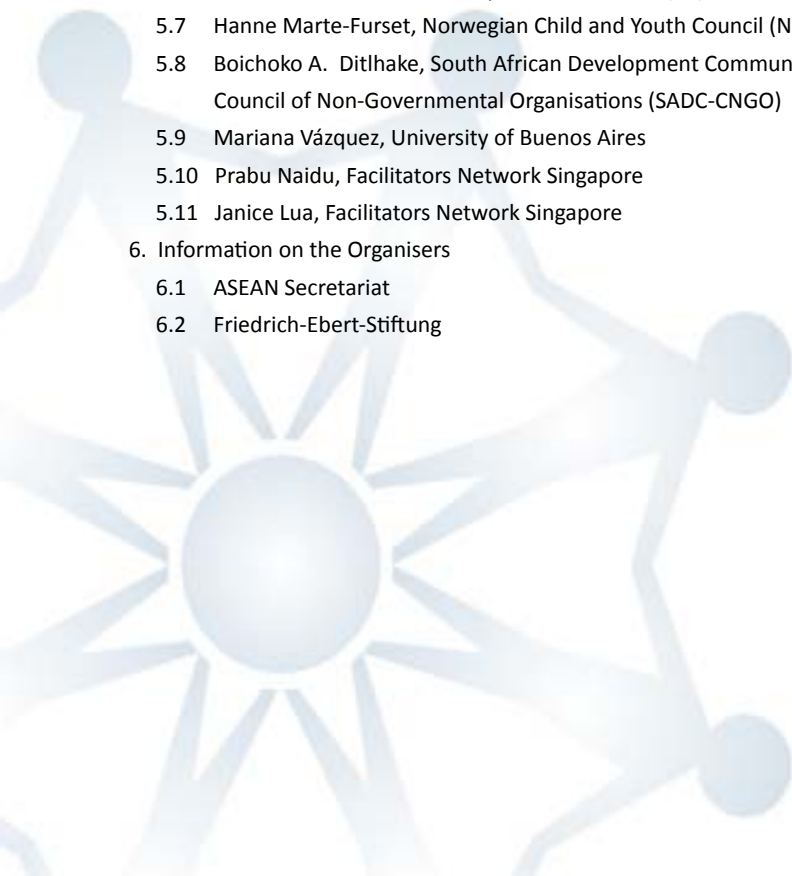 5.7 Hanne Marte-Furset, Norwegian Child and Youth Council (N
5.8 Boichoko A. Ditlhake, South African Development Commun
Council of Non-Governmental Organisations (SADC-CNGO)
5.9 Mariana Vázquez, University of Buenos Aires
5.10 Prabu Naidu, Facilitators Network Singapore
5.11 Janice Lua, Facilitators Network Singapore
6. Information on the Organisers
6.1 ASEAN Secretariat
6.2 Friedrich-Ebert-Stiftung